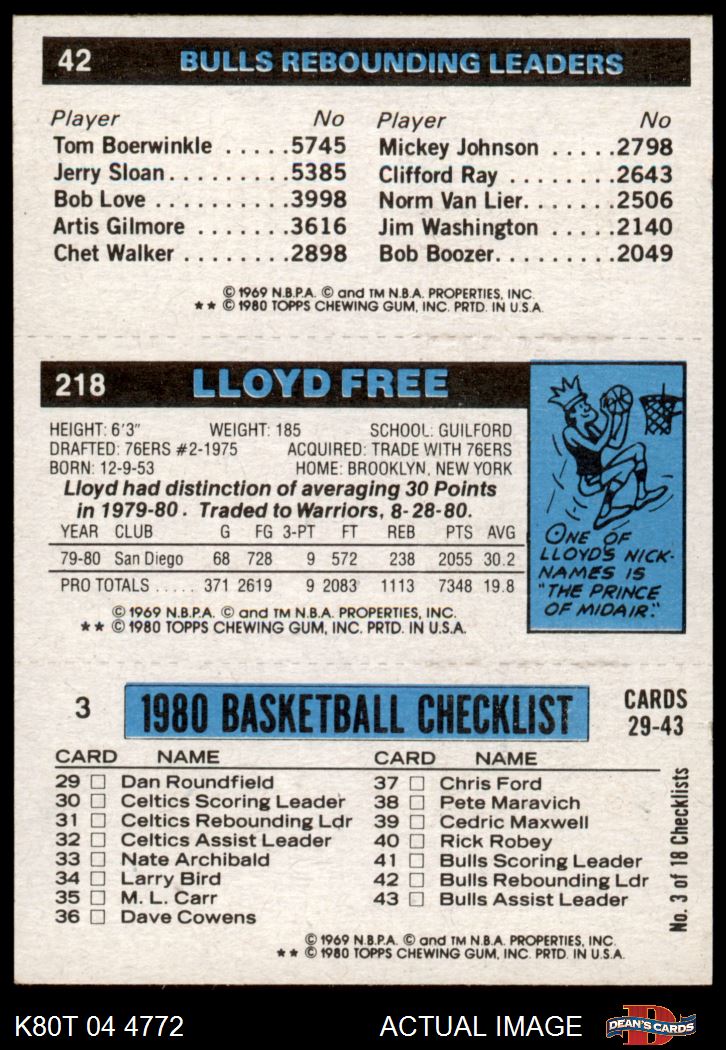 42 BULLS REBOUNDING LEADERS
Player No Player No
Tom Boerwinkle .....5745 Mickey Johnson .....2798
Jerry Sloan.........5385 Clifford Ray .......2643
Bob Love ..........3998 Norm Van Lier.......2506
Artis Gilmore .......3616 Jim Washington .....2140
Chet Walker ........2898 Bob Boozer.........2049
© 1969 N.B.P.A. © and TM N.B.A. PROPERTIES, INC.
** © 1980 TOPPS CHEWING GUM, INC. PRTD. IN U.S.A.
218 LLOYD FREE
HEIGHT: 6'3" WEIGHT: 185 SCHOOL: GUILFORD
DRAFTED: 76ERS #2-1975 ACQUIRED: TRADE WITH 76ERS
BORN: 12-9-53 HOME: BROOKLYN, NEW YORK
Lloyd had distinction of averaging 30 Points
in 1979-80. Traded to Warriors, 8-28-80.
YEAR CLUB G FG 3-PT FT REB PTS AVG
79-80 San Diego 68 728 9 572 238 2055 30.2
PRO TOTALS ..... 371 2619 9 2083 1113 7348 19.8
© 1969 N.B.P.A. © and TM N.B.A. PROPERTIES, INC.
** © 1980 TOPPS CHEWING GUM, INC. PRTD. IN U.S.A.
ONE OF
LLOYD'S NICK-
NAMES IS
"THE PRINCE
OF MIDAIR."
3 1980 BASKETBALL CHECKLIST CARDS
29-43
CARD NAME CARD NAME
29 □ Dan Roundfield 37 □ Chris Ford
30 □ Celtics Scoring Leader 38 □ Pete Maravich
31 □ Celtics Rebounding Ldr 39 □ Cedric Maxwell
32 □ Celtics Assist Leader 40 □ Rick Robey
33 □ Nate Archibald 41 □ Bulls Scoring Leader
34 □ Larry Bird 42 □ Bulls Rebounding Ldr
35 □ M. L. Carr 43 □ Bulls Assist Leader
36 □ Dave Cowens
No. 3 of 18 Checklists
© 1969 N.B.P.A. © and TM N.B.A. PROPERTIES, INC.
** © 1980 TOPPS CHEWING GUM, INC. PRTD. IN U.S.A.
K80T 04 4772 ACTUAL IMAGE DEAN'S CARDS